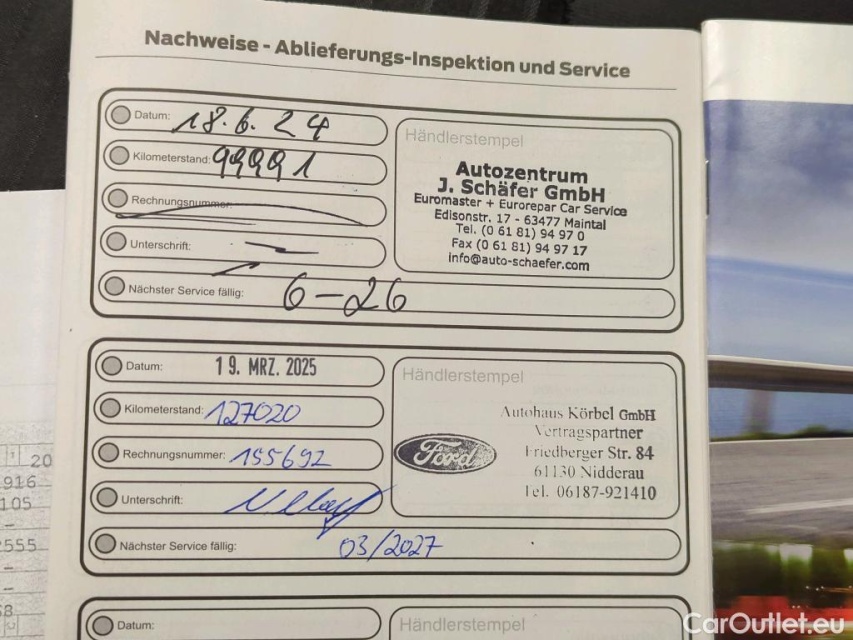 Nachweise - Ablieferungs-Inspektion und Service
Datum: 18.6.24
Kilometerstand: 99991
Rechnungsnummer:
Unterschrift:
Nächster Service fällig: 6-26
Händlerstempel
Autozentrum
J. Schäfer GmbH
Euromaster + Eurorepar Car Service
Edisonstr. 17 - 63477 Maintal
Tel. (0 61 81) 94 97 0
Fax (0 61 81) 94 97 17
info@auto-schaefer.com
Datum: 19. MRZ. 2025
Kilometerstand: 127020
Rechnungsnummer: 155692
Unterschrift:
Nächster Service fällig: 03/2027
Händlerstempel
Ford
Autohaus Körbel GmbH
Vertragspartner
Friedberger Str. 84
61130 Nidderau
Tel. 06187-921410
Datum:
Händlerstempel
20
916
105
2555
CarOutlet.eu